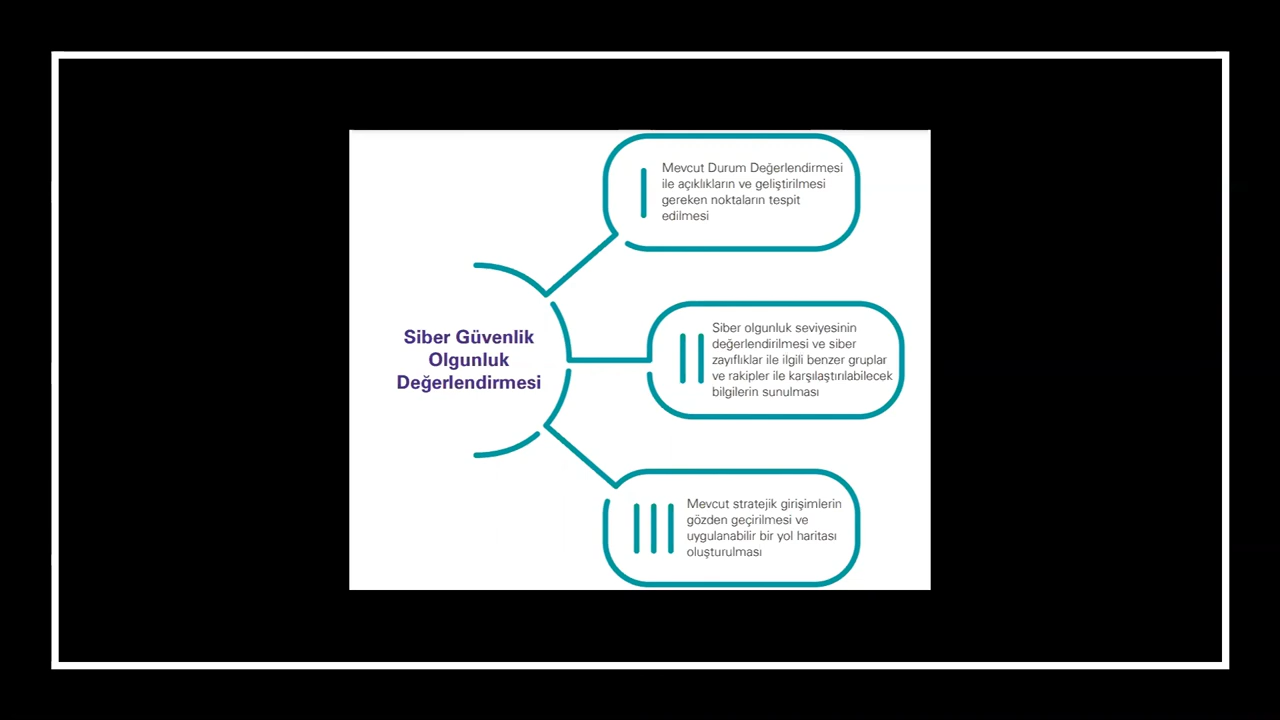 Siber Güvenlik
Olgunluk
Değerlendirmesi
Mevcut Durum Değerlendirmesi
ile açıklıkların ve geliştirilmesi
gereken noktaların tespit
edilmesi
Siber olgunluk seviyesinin
değerlendirilmesi ve siber
zayıflıklar ile ilgili benzer gruplar
ve rakipler ile karşılaştırılabilecek
bilgilerin sunulması
Mevcut stratejik girişimlerin
gözden geçirilmesi ve
uygulanabilir bir yol haritası
oluşturulması